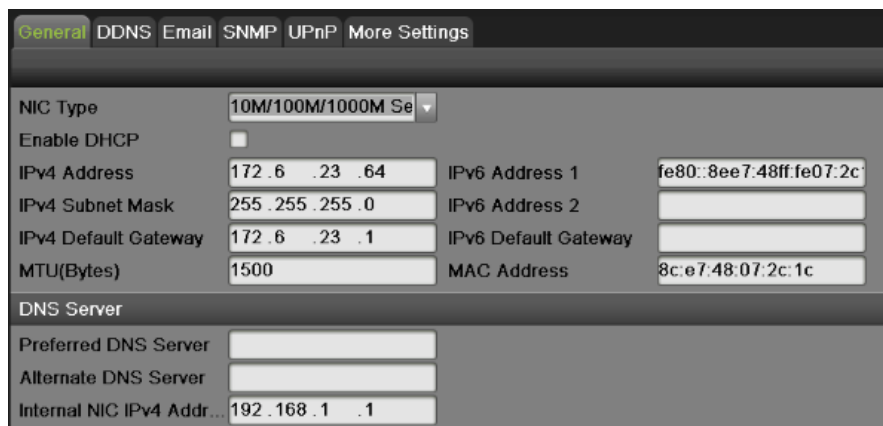 General DDNS Email SNMP UPnP More Settings
NIC Type 10M/100M/1000M Se
Enable DHCP
IPv4 Address 172 .6 .23 .64 IPv6 Address 1 fe80::8ee7:48ff:fe07:2c1
IPv4 Subnet Mask 255 .255 .255 .0 IPv6 Address 2
IPv4 Default Gateway 172 .6 .23 .1 IPv6 Default Gateway
MTU(Bytes) 1500 MAC Address 8c:e7:48:07:2c:1c
DNS Server
Preferred DNS Server
Alternate DNS Server
Internal NIC IPv4 Addr... 192 .168 .1 .1